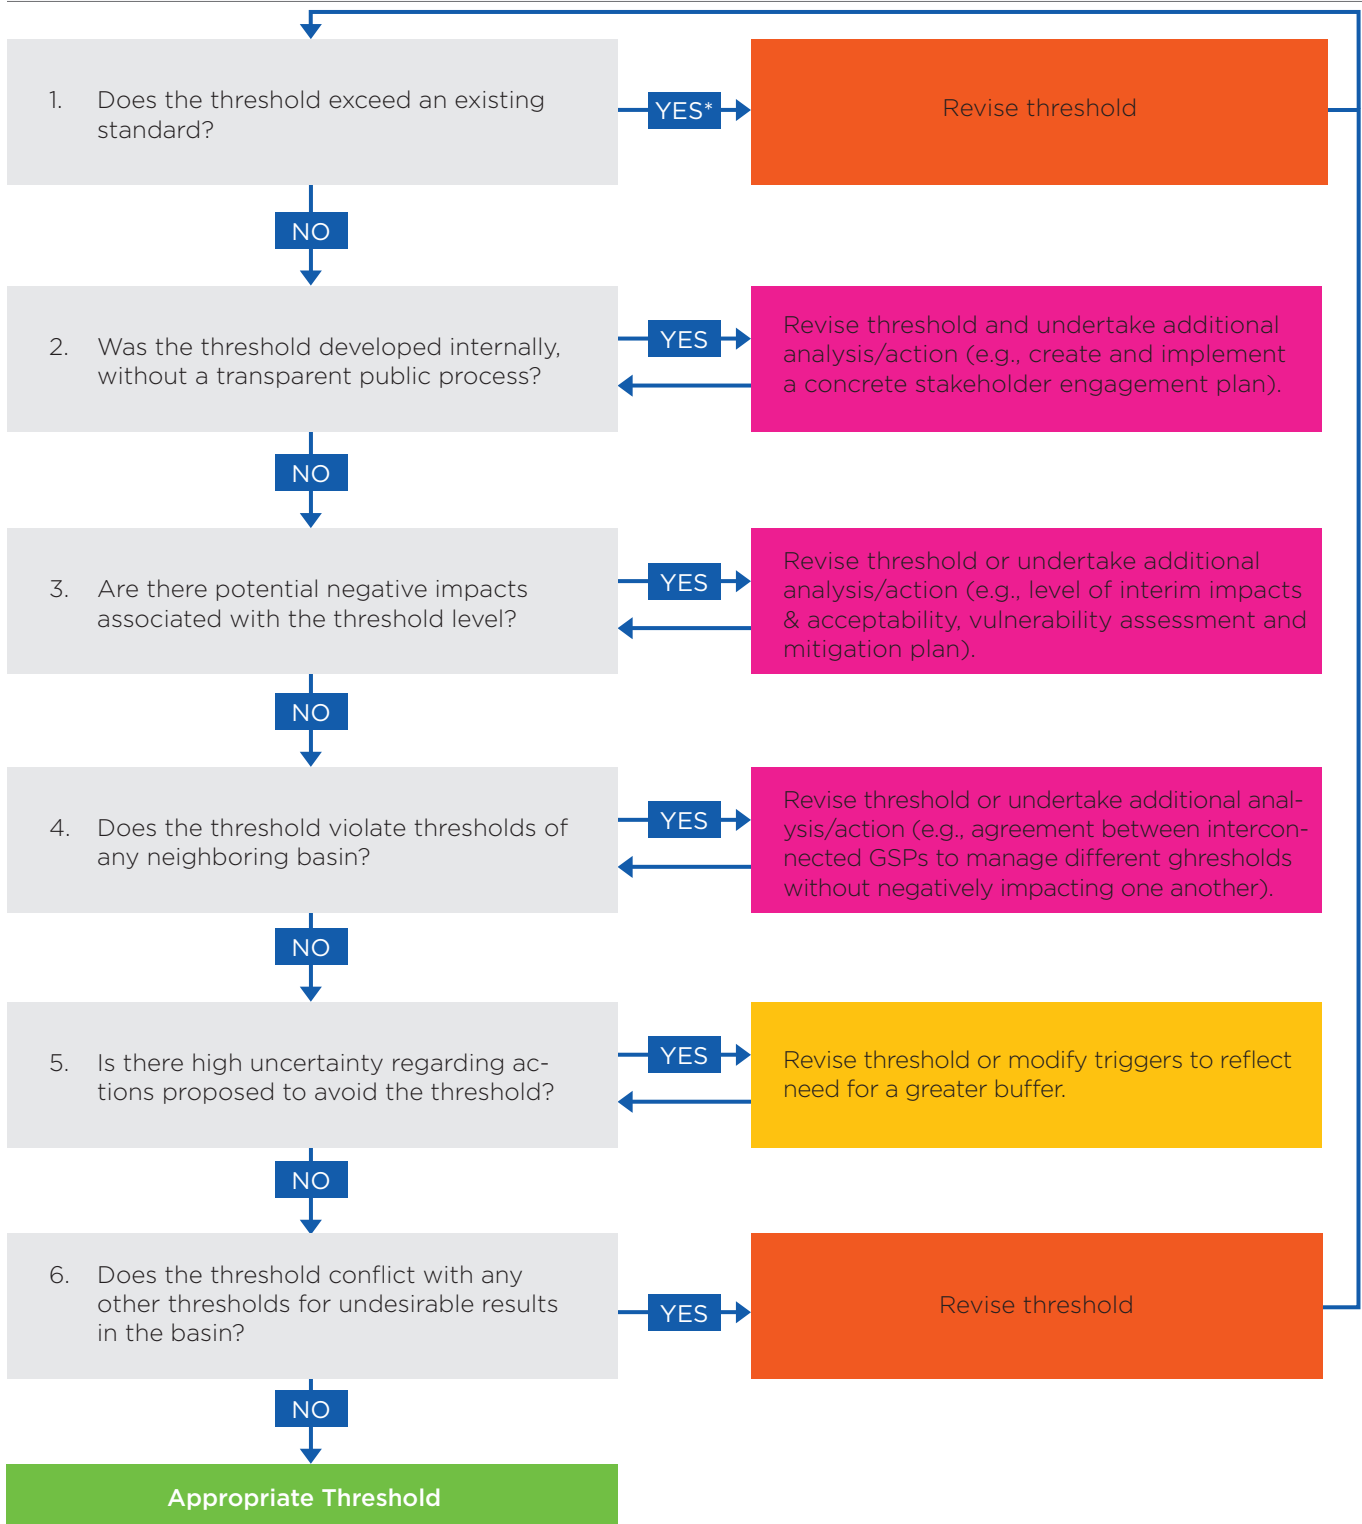 1. Does the threshold exceed an existing
standard?
YES*
Revise threshold
NO
2. Was the threshold developed internally,
without a transparent public process?
YES
Revise threshold and undertake additional
analysis/action (e.g., create and implement
a concrete stakeholder engagement plan).
NO
3. Are there potential negative impacts
associated with the threshold level?
YES
Revise threshold or undertake additional
analysis/action (e.g., level of interim impacts
& acceptability, vulnerability assessment and
mitigation plan).
NO
4. Does the threshold violate thresholds of
any neighboring basin?
YES
Revise threshold or undertake additional anal-
ysis/action (e.g., agreement between intercon-
nected GSPs to manage different ghresholds
without negatively impacting one another).
NO
5. Is there high uncertainty regarding ac-
tions proposed to avoid the threshold?
YES
Revise threshold or modify triggers to reflect
need for a greater buffer.
NO
6. Does the threshold conflict with any
other thresholds for undesirable results
in the basin?
YES
Revise threshold
NO
Appropriate Threshold